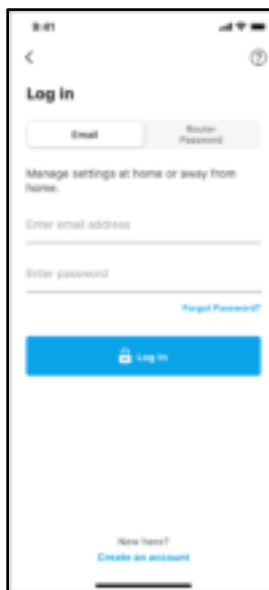 9:41
Log in
Email
Router
Password
Manage settings at home or away from
home.
Enter email address
Enter password
Forgot Password?
Log in
New here?
Create an account